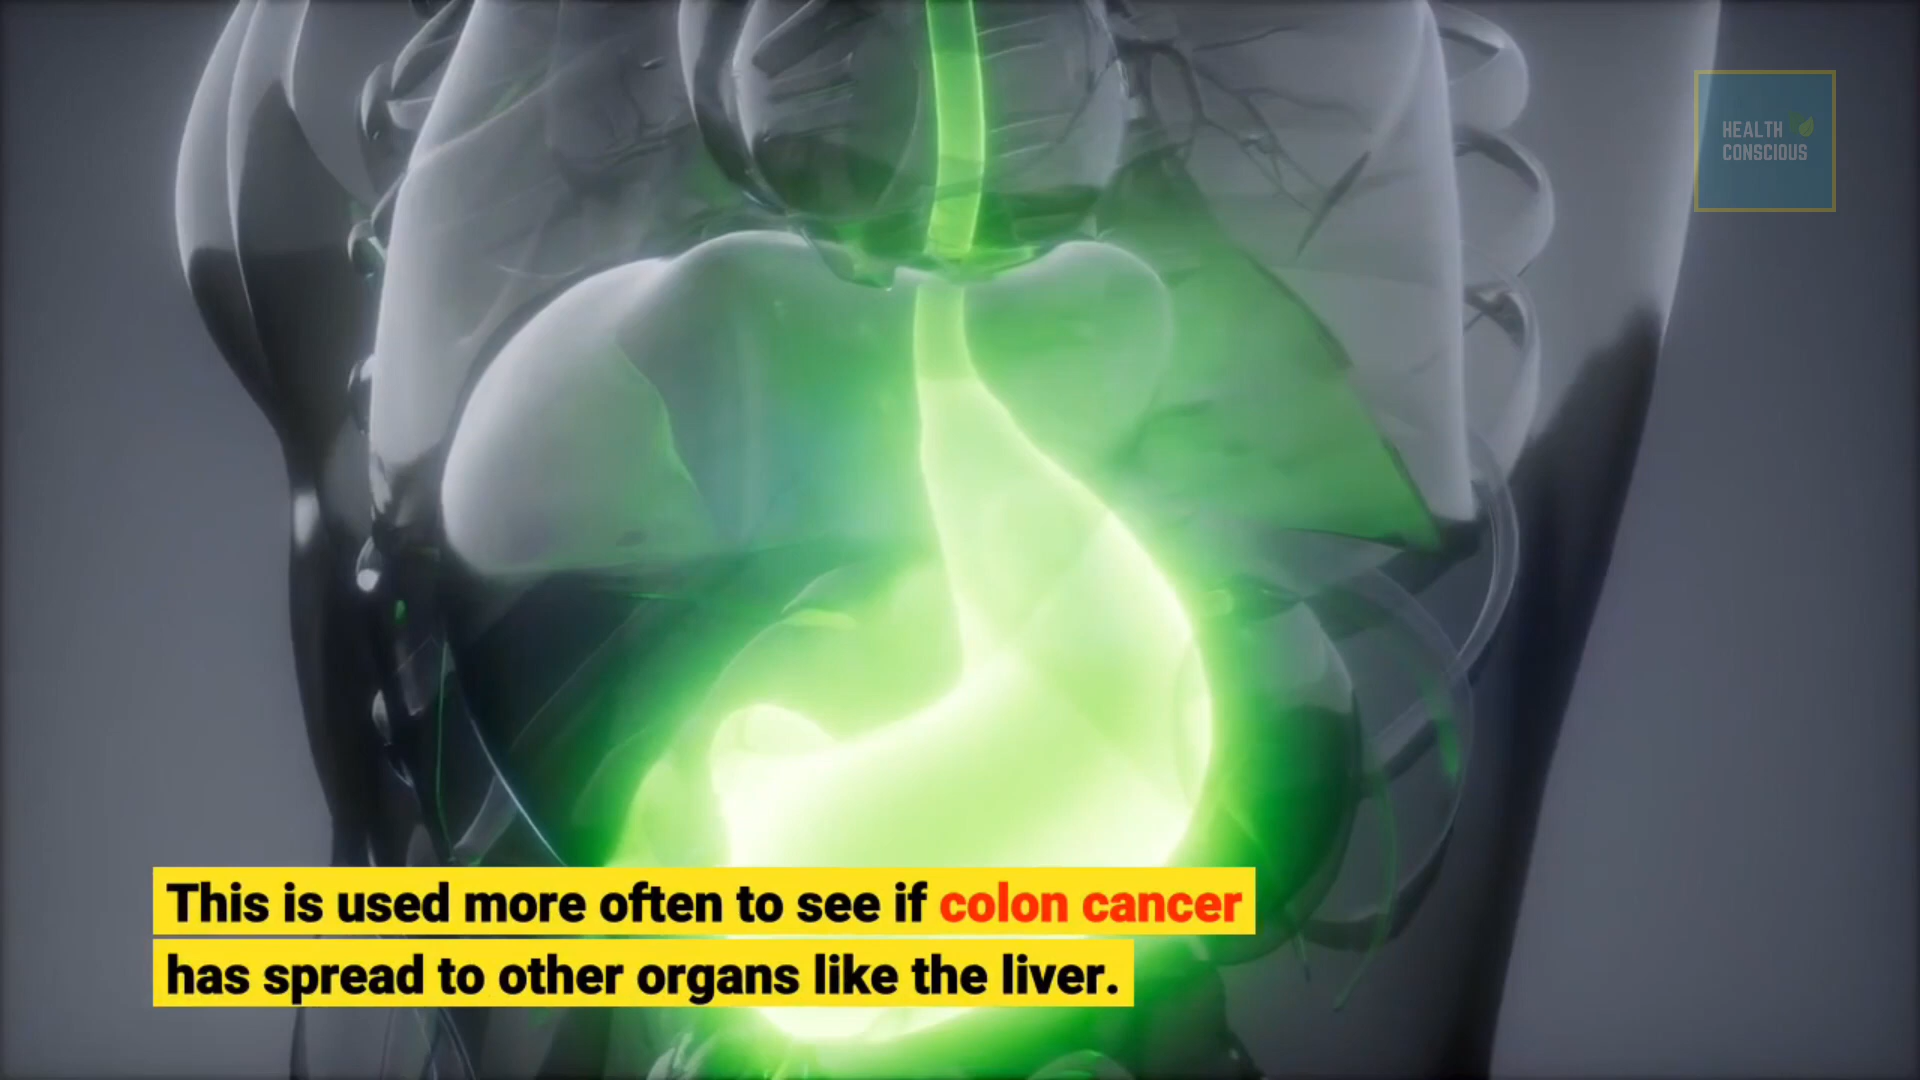 HEALTH
CONSCIOUS
This is used more often to see if colon cancer
has spread to other organs like the liver.